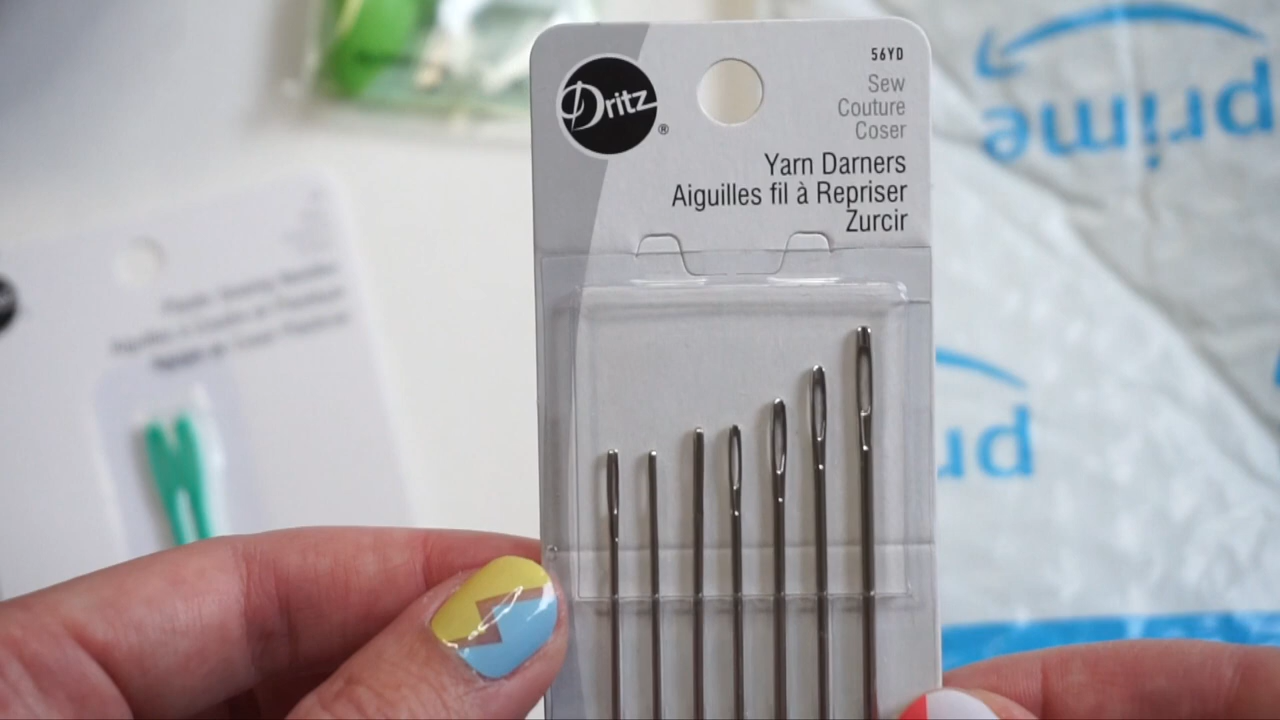 Dritz®
56YD
Sew
Couture
Coser
Yarn Darners
Aiguilles fil à Repriser
Zurcir
prime